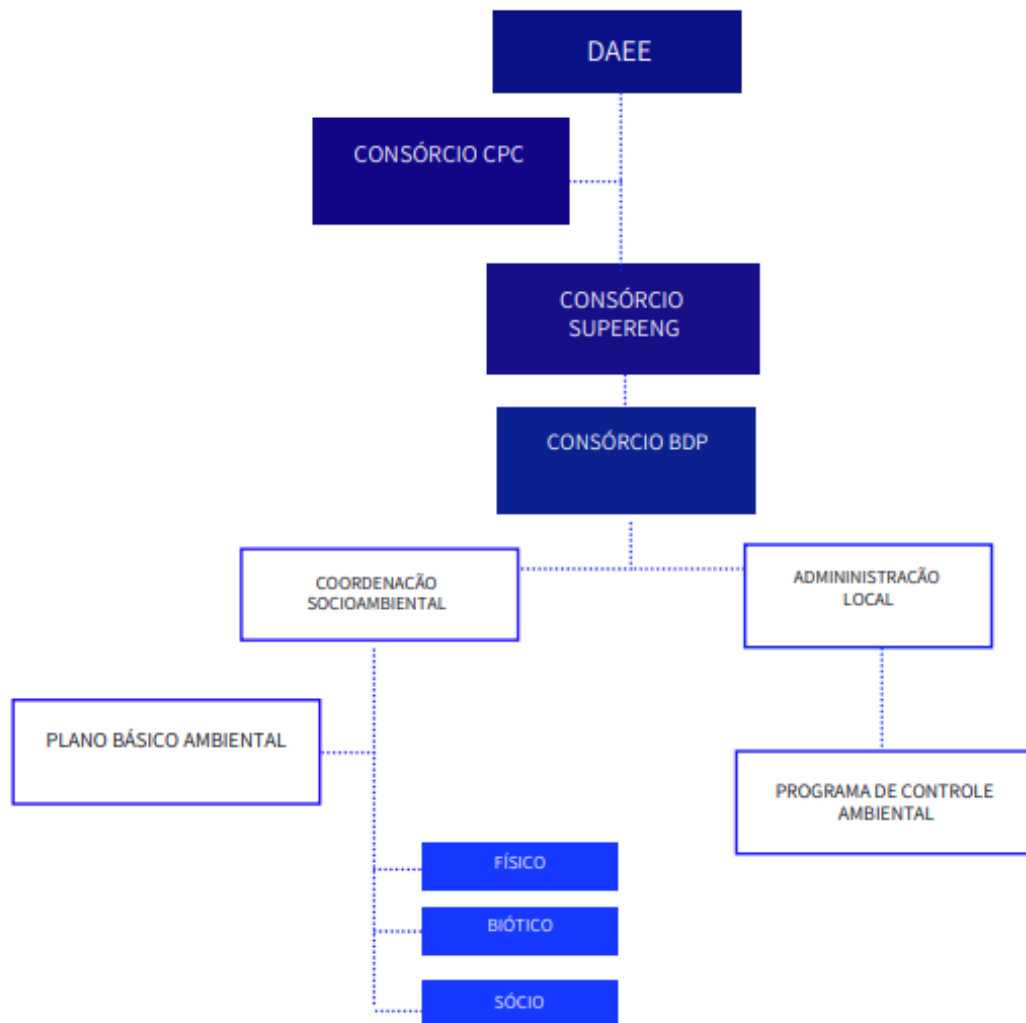 DAEE
CONSÓRCIO CPC
CONSÓRCIO
SUPERENG
CONSÓRCIO BDP
COORDENACÃO
SOCIOAMBIENTAL
ADMININISTRACÃO
LOCAL
PLANO BÁSICO AMBIENTAL
PROGRAMA DE CONTROLE
AMBIENTAL
FÍSICO
BIÓTICO
SÓCIO